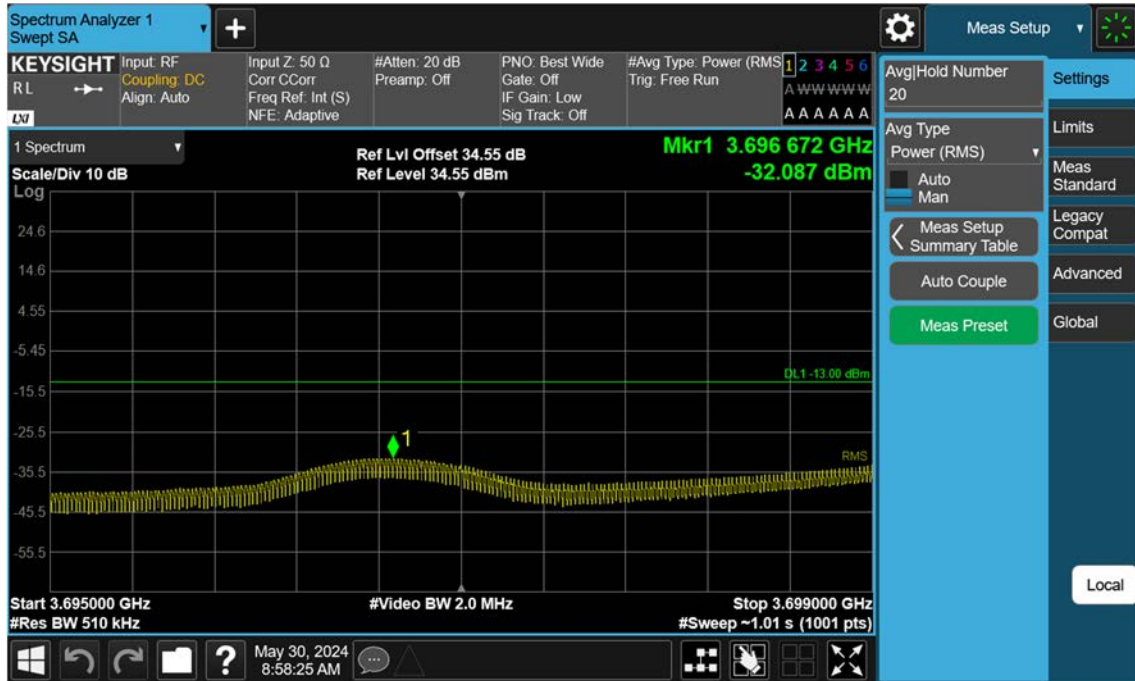 Spectrum Analyzer 1
Swept SA
+
Meas Setup
KEYSIGHT
R L
LXI
Input: RF
Coupling: DC
Align: Auto
Input Z: 50 Ω
Corr CCorr
Freq Ref: Int (S)
NFE: Adaptive
#Atten: 20 dB
Preamp: Off
PNO: Best Wide
Gate: Off
IF Gain: Low
Sig Track: Off
#Avg Type: Power (RMS)
Trig: Free Run
1 2 3 4 5 6
A W W W W W
A A A A A A
1 Spectrum
Scale/Div 10 dB
Ref Lvl Offset 34.55 dB
Ref Level 34.55 dBm
Mkr1 3.696 672 GHz
-32.087 dBm
Log
24.6
14.6
4.55
-5.45
DL1 -13.00 dBm
-15.5
-25.5
1
RMS
-35.5
-45.5
-55.5
Start 3.695000 GHz
#Video BW 2.0 MHz
Stop 3.699000 GHz
#Res BW 510 kHz
#Sweep ~1.01 s (1001 pts)
Avg|Hold Number
20
Avg Type
Power (RMS)
Auto
Man
Meas Setup
Summary Table
Auto Couple
Meas Preset
Settings
Limits
Meas
Standard
Legacy
Compat
Advanced
Global
Local
?
May 30, 2024
8:58:25 AM